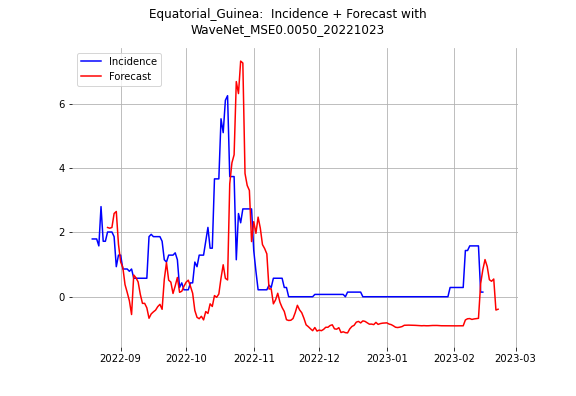 Equatorial_Guinea:  Incidence + Forecast with
WaveNet_MSE0.0050_20221023
Incidence
Forecast
6
4
2
0
2022-09
2022-10
2022-11
2022-12
2023-01
2023-02
2023-03